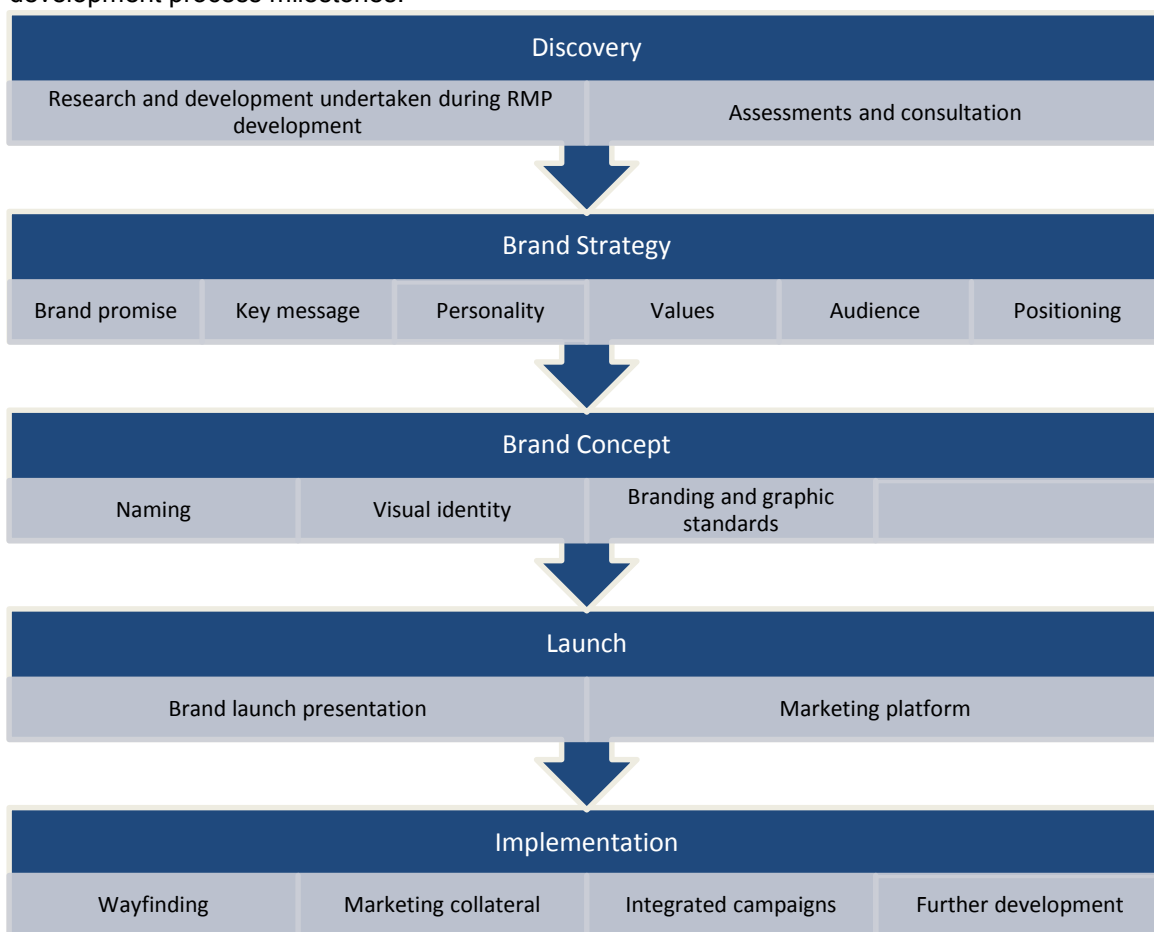 development process milestones.
Discovery
Research and development undertaken during RMP
development
Assessments and consultation
Brand Strategy
Brand promise
Key message
Personality
Values
Audience
Positioning
Brand Concept
Naming
Visual identity
Branding and graphic
standards
Launch
Brand launch presentation
Marketing platform
Implementation
Wayfinding
Marketing collateral
Integrated campaigns
Further development